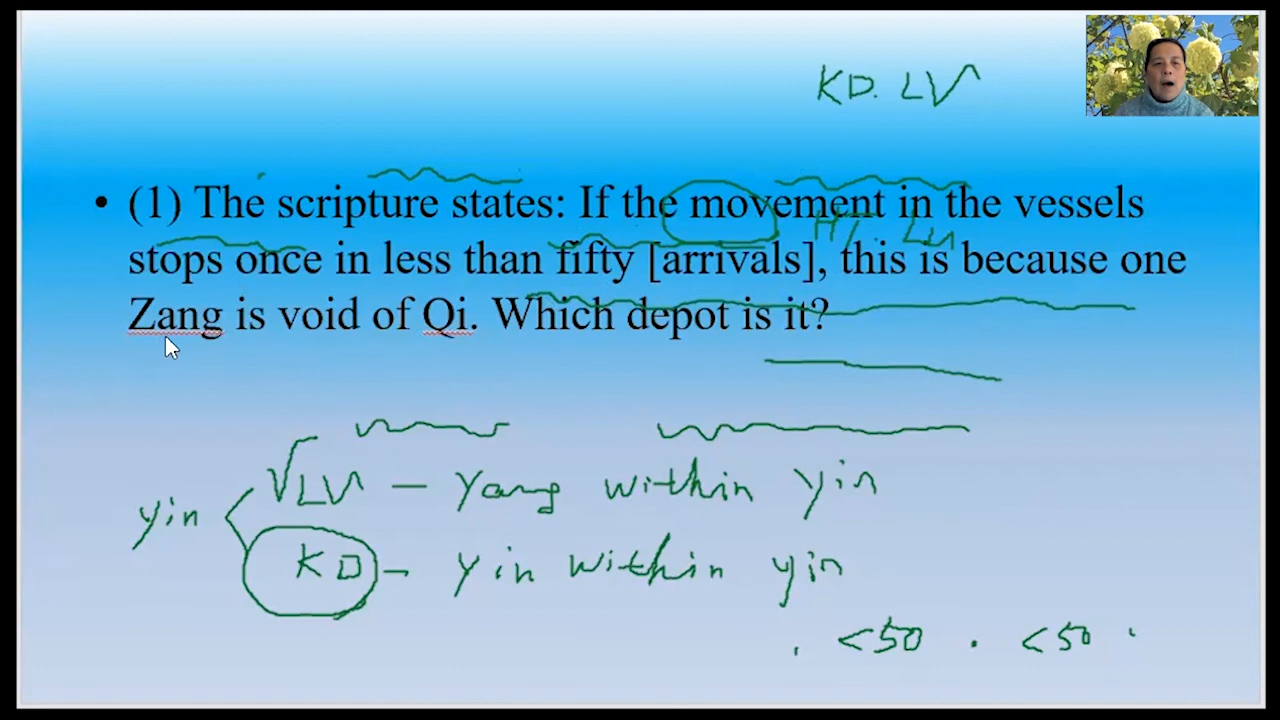 KD. LV
• (1) The scripture states: If the movement in the vessels
HT. LU
stops once in less than fifty [arrivals], this is because one
Zang is void of Qi. Which depot is it?
LV - yang within yin
yin
KD - yin within yin
. <50 . <50 .